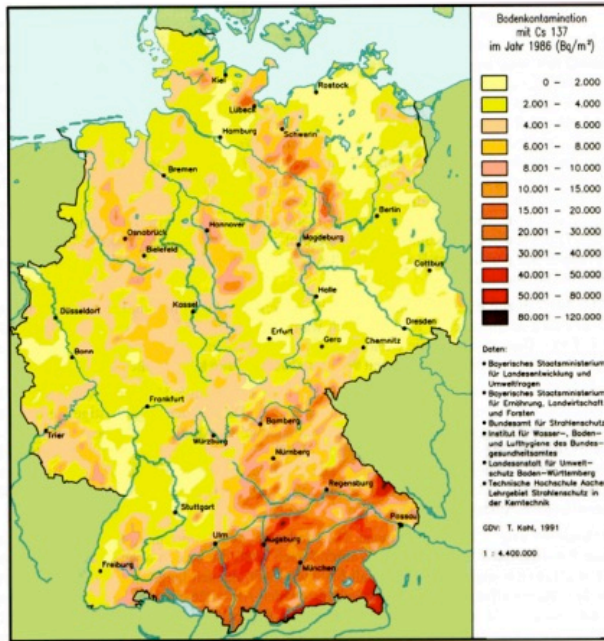 Bodenkontamination
mit Cs 137
im Jahr 1986 (Bq/m²)
0 – 2.000
2.001 – 4.000
4.001 – 6.000
6.001 – 8.000
8.001 – 10.000
10.001 – 15.000
15.001 – 20.000
20.001 – 30.000
30.001 – 40.000
40.001 – 50.000
50.001 – 80.000
80.001 – 120.000
Daten:
• Bayerisches Staatsministerium
für Landesentwicklung und
Umweltfragen
• Bayerisches Staatsministerium
für Ernährung, Landwirtschaft
und Forsten
• Bundesamt für Strahlenschutz
• Institut für Wasser–, Boden–
und Lufthygiene des Bundes–
gesundheitsamtes
• Landesanstalt für Umwelt–
schutz Baden–Württemberg
• Technische Hochschule Aachen
Lehrgebiet Strahlenschutz in
der Kerntechnik
GDV: T. Kohl, 1991
1 : 4.400.000
Kiel
Rostock
Lübeck
Schwerin
Hamburg
Bremen
Berlin
Osnabrück
Hannover
Bielefeld
Magdeburg
Cottbus
Halle
Düsseldorf
Kassel
Dresden
Erfurt
Gera
Chemnitz
Bonn
Frankfurt
Bamberg
Trier
Würzburg
Nürnberg
Regensburg
Stuttgart
Passau
Ulm
Augsburg
München
Freiburg